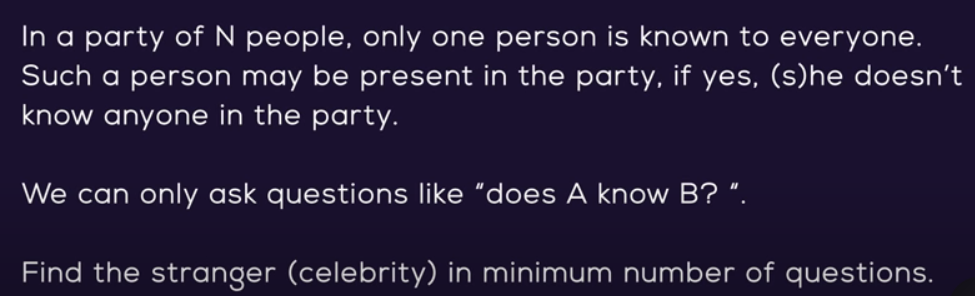 In a party of N people, only one person is known to everyone.
Such a person may be present in the party, if yes, (s)he doesn't
know anyone in the party.
We can only ask questions like “does A know B? “.
Find the stranger (celebrity) in minimum number of questions.